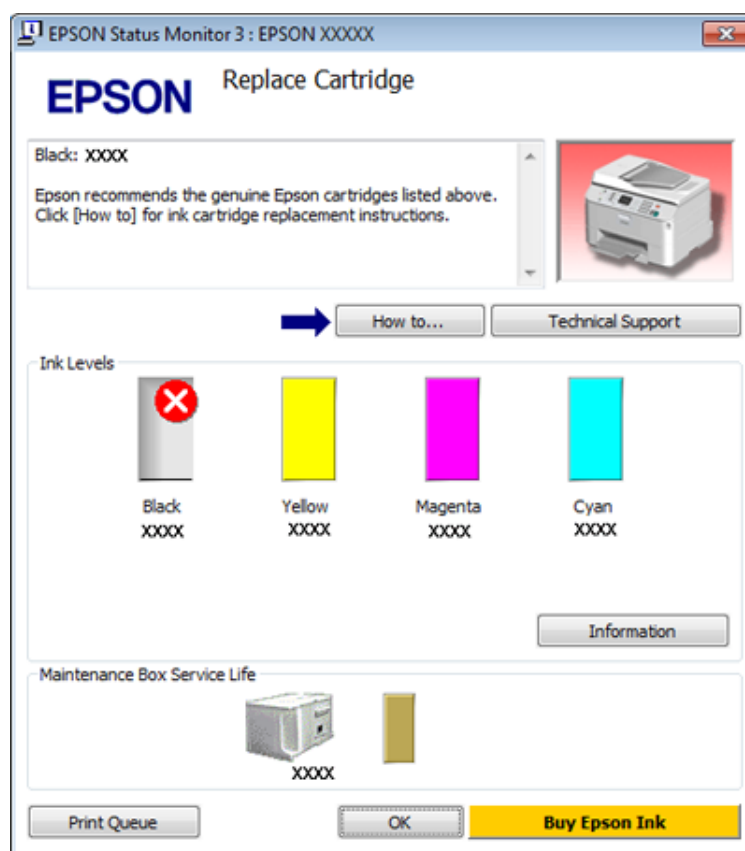 EPSON Status Monitor 3 : EPSON XXXXX
EPSON
Replace Cartridge
Black: XXXX
Epson recommends the genuine Epson cartridges listed above.
Click [How to] for ink cartridge replacement instructions.
How to...
Technical Support
Ink Levels
Black
Yellow
Magenta
Cyan
XXXX
XXXX
XXXX
XXXX
Information
Maintenance Box Service Life
XXXX
Print Queue
OK
Buy Epson Ink